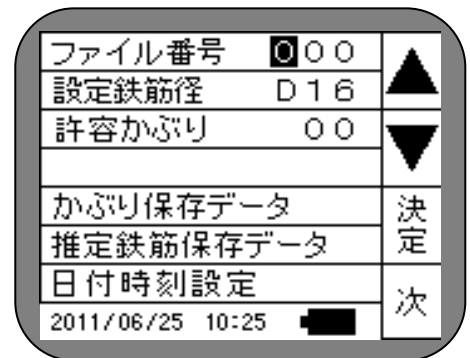 ファイル番号 000
設定鉄筋径 D16
許容かぶり 00
かぶり保存データ
推定鉄筋保存データ
日付時刻設定
2011/06/25 10:25
決定
次